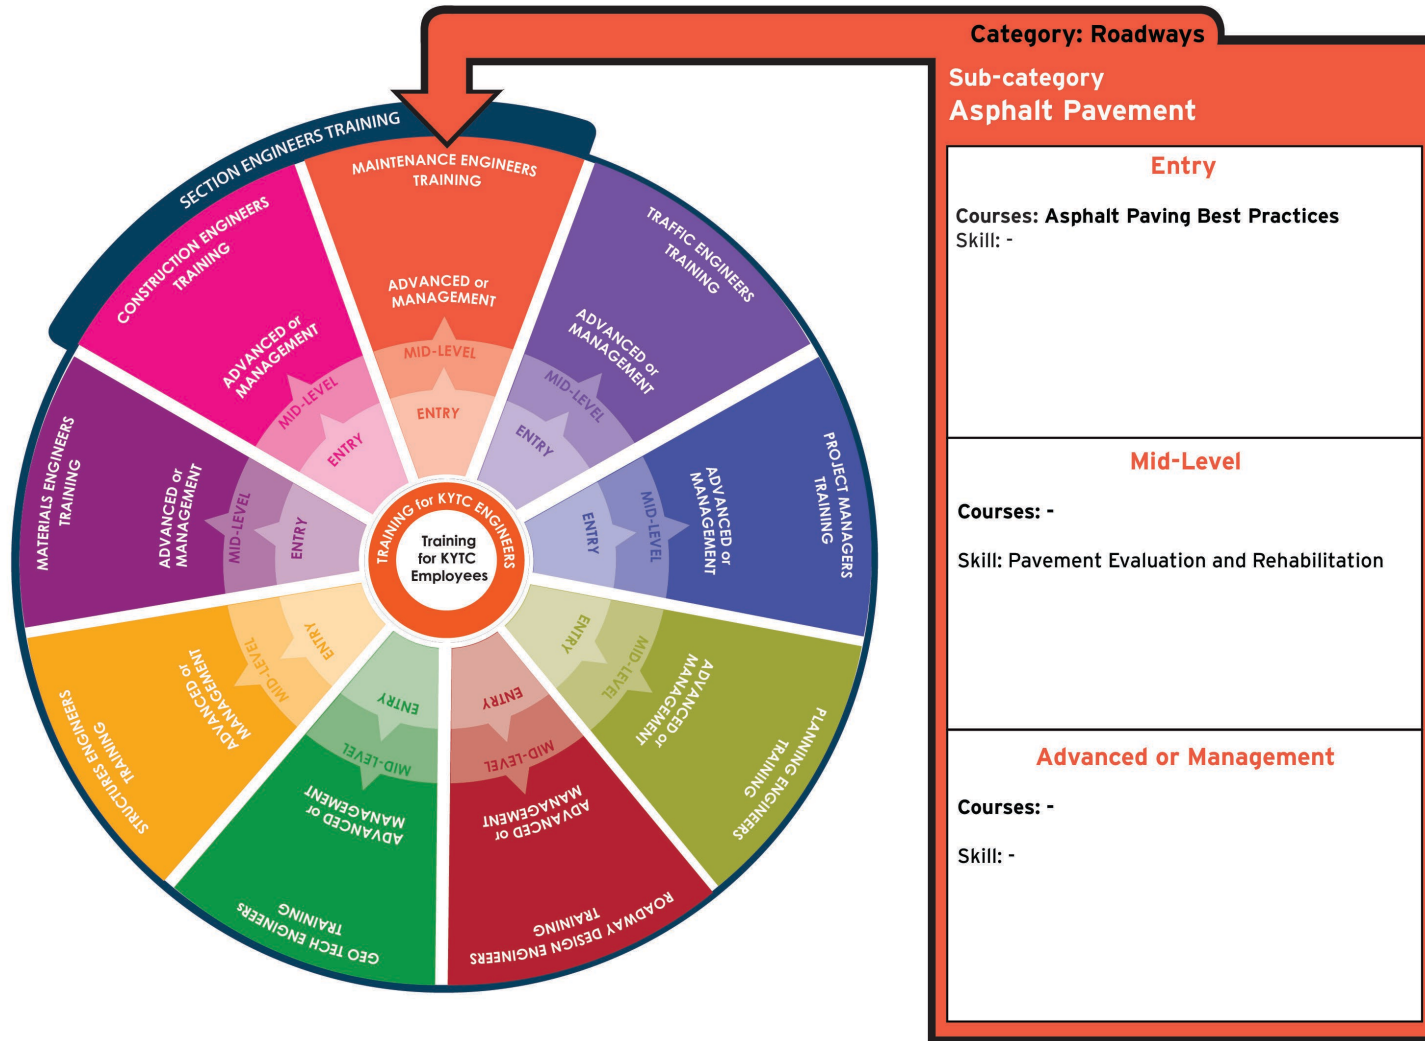 Category: Roadways
Sub-category
Asphalt Pavement
Entry
Courses: Asphalt Paving Best Practices
Skill: -
Mid-Level
Courses: -
Skill: Pavement Evaluation and Rehabilitation
Advanced or Management
Courses: -
Skill: -
SECTION ENGINEERS TRAINING
MAINTENANCE ENGINEERS
TRAINING
ADVANCED or
MANAGEMENT
MID-LEVEL
ENTRY
TRAFFIC ENGINEERS
TRAINING
ADVANCED or
MANAGEMENT
MID-LEVEL
ENTRY
PROJECT MANAGERS
TRAINING
ADVANCED or
MANAGEMENT
MID-LEVEL
ENTRY
PLANNING ENGINEERS
TRAINING
ADVANCED or
MANAGEMENT
MID-LEVEL
ENTRY
ROADWAY DESIGN ENGINEERS
TRAINING
ADVANCED or
MANAGEMENT
MID-LEVEL
ENTRY
GEO TECH ENGINEERS
TRAINING
ADVANCED or
MANAGEMENT
MID-LEVEL
ENTRY
STRUCTURES ENGINEERS
TRAINING
ADVANCED or
MANAGEMENT
MID-LEVEL
ENTRY
MATERIALS ENGINEERS
TRAINING
ADVANCED or
MANAGEMENT
MID-LEVEL
ENTRY
CONSTRUCTION ENGINEERS
TRAINING
ADVANCED or
MANAGEMENT
MID-LEVEL
ENTRY
TRAINING for KYTC ENGINEERS
Training
for KYTC
Employees